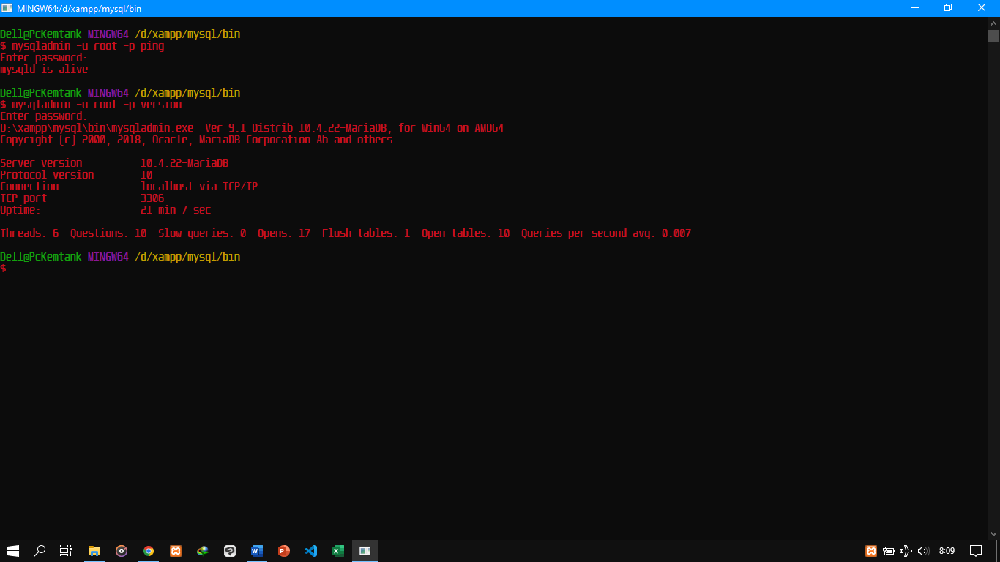 MINGW64:/d/xampp/mysql/bin
Dell@PcKemtank MINGW64 /d/xampp/mysql/bin
$ mysqladmin -u root -p ping
Enter password:
mysqld is alive
Dell@PcKemtank MINGW64 /d/xampp/mysql/bin
$ mysqladmin -u root -p version
Enter password:
D:\xampp\mysql\bin\mysqladmin.exe  Ver 9.1 Distrib 10.4.22-MariaDB, for Win64 on AMD64
Copyright (c) 2000, 2018, Oracle, MariaDB Corporation Ab and others.
Server version          10.4.22-MariaDB
Protocol version        10
Connection              localhost via TCP/IP
TCP port                3306
Uptime:                 21 min 7 sec
Threads: 6  Questions: 10  Slow queries: 0  Opens: 17  Flush tables: 1  Open tables: 10  Queries per second avg: 0.007
Dell@PcKemtank MINGW64 /d/xampp/mysql/bin
$
8:09